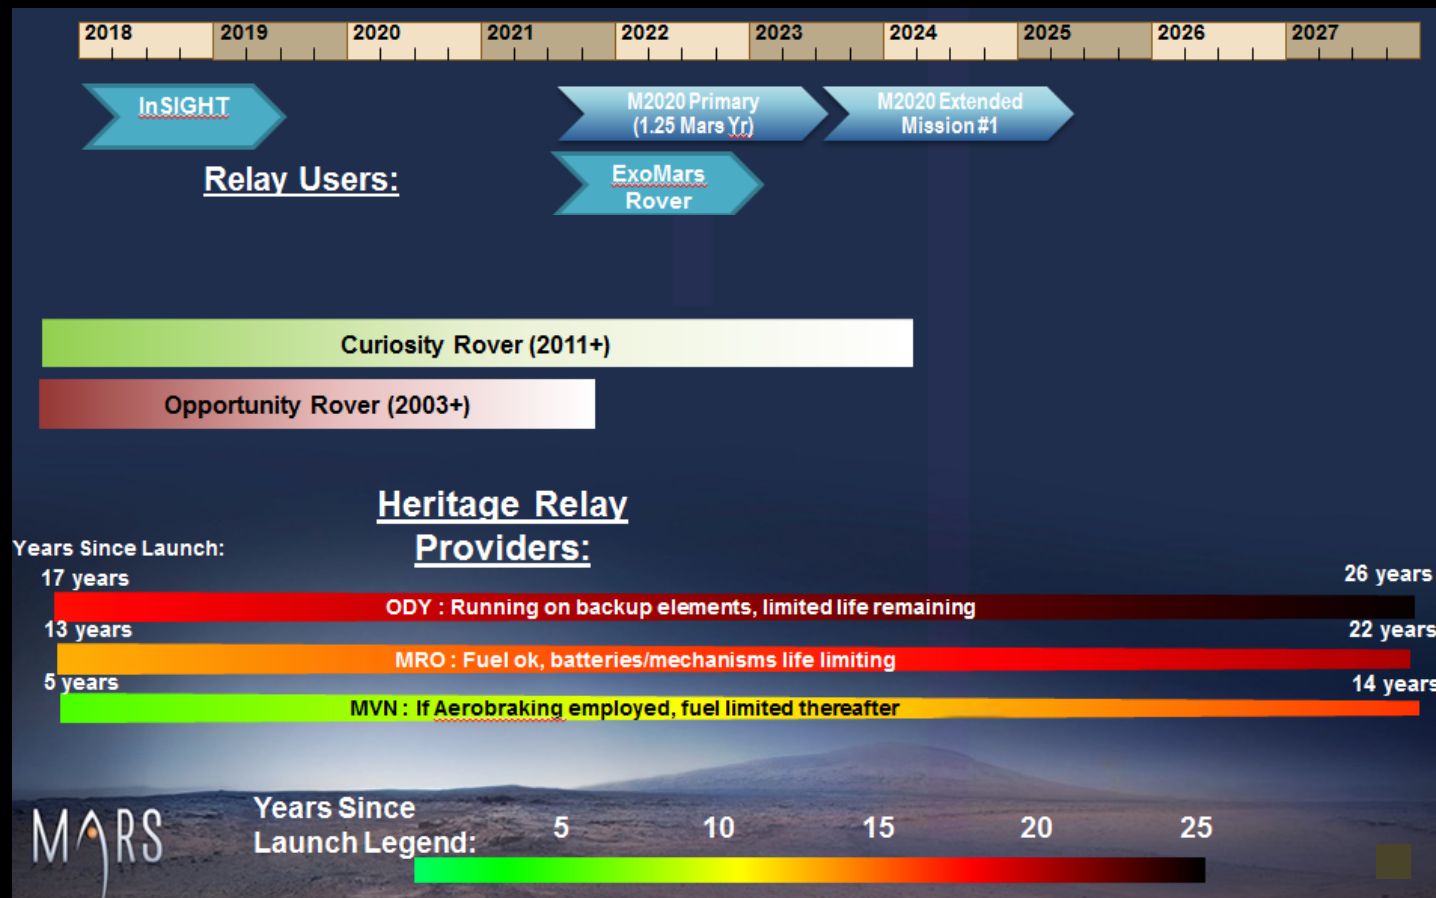 2018 2019 2020 2021 2022 2023 2024 2025 2026 2027
InSIGHT
M2020 Primary
(1.25 Mars Yr)
M2020 Extended
Mission #1
Relay Users:
ExoMars
Rover
Curiosity Rover (2011+)
Opportunity Rover (2003+)
Heritage Relay
Providers:
Years Since Launch:
17 years
26 years
ODY : Running on backup elements, limited life remaining
13 years
22 years
MRO : Fuel ok, batteries/mechanisms life limiting
5 years
14 years
MVN : If Aerobraking employed, fuel limited thereafter
MARS
Years Since
Launch Legend:
5 10 15 20 25